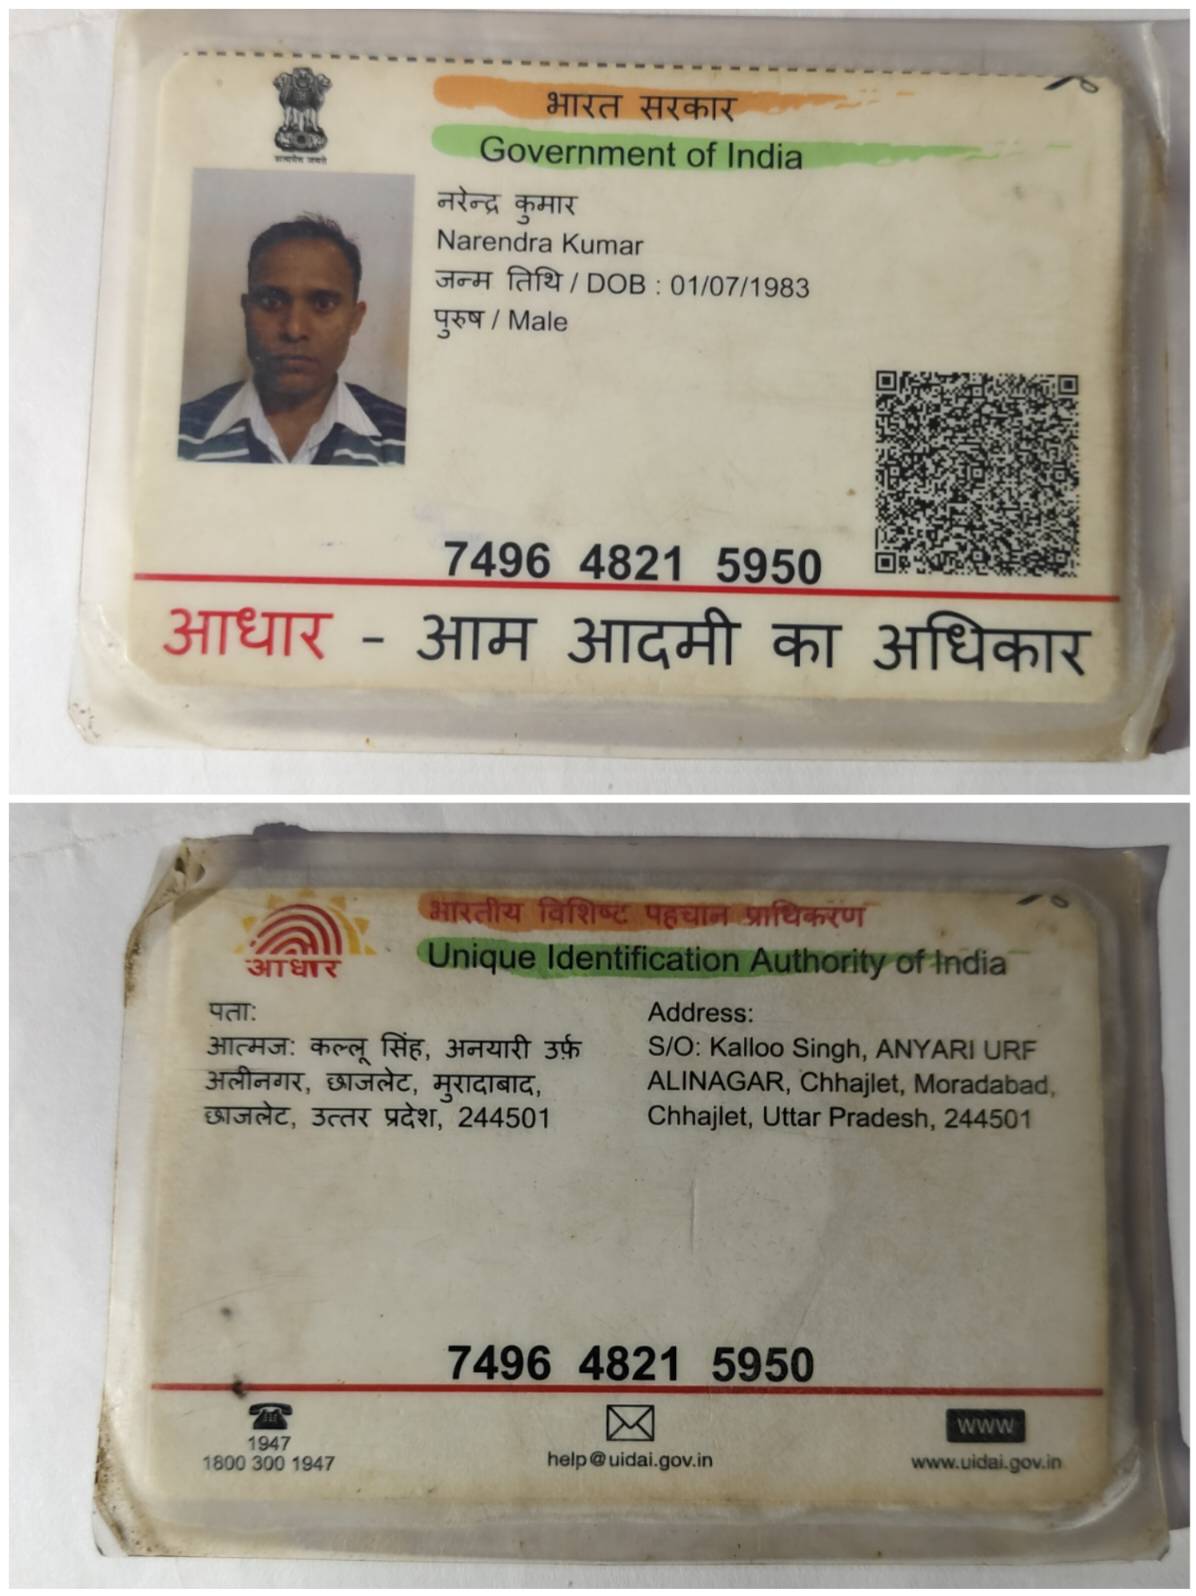 भारत सरकार
Government of India
सत्यमेव जयते
नरेन्द्र कुमार
Narendra Kumar
जन्म तिथि / DOB : 01/07/1983
पुरुष / Male
7496 4821 5950
आधार - आम आदमी का अधिकार
भारतीय विशिष्ट पहचान प्राधिकरण
Unique Identification Authority of India
आधार
पता:
आत्मज: कल्लू सिंह, अनयारी उर्फ़
अलीनगर, छाजलेट, मुरादाबाद,
छाजलेट, उत्तर प्रदेश, 244501
Address:
S/O: Kalloo Singh, ANYARI URF
ALINAGAR, Chhajlet, Moradabad,
Chhajlet, Uttar Pradesh, 244501
7496 4821 5950
1947
1800 300 1947
help@uidai.gov.in
www
www.uidai.gov.in